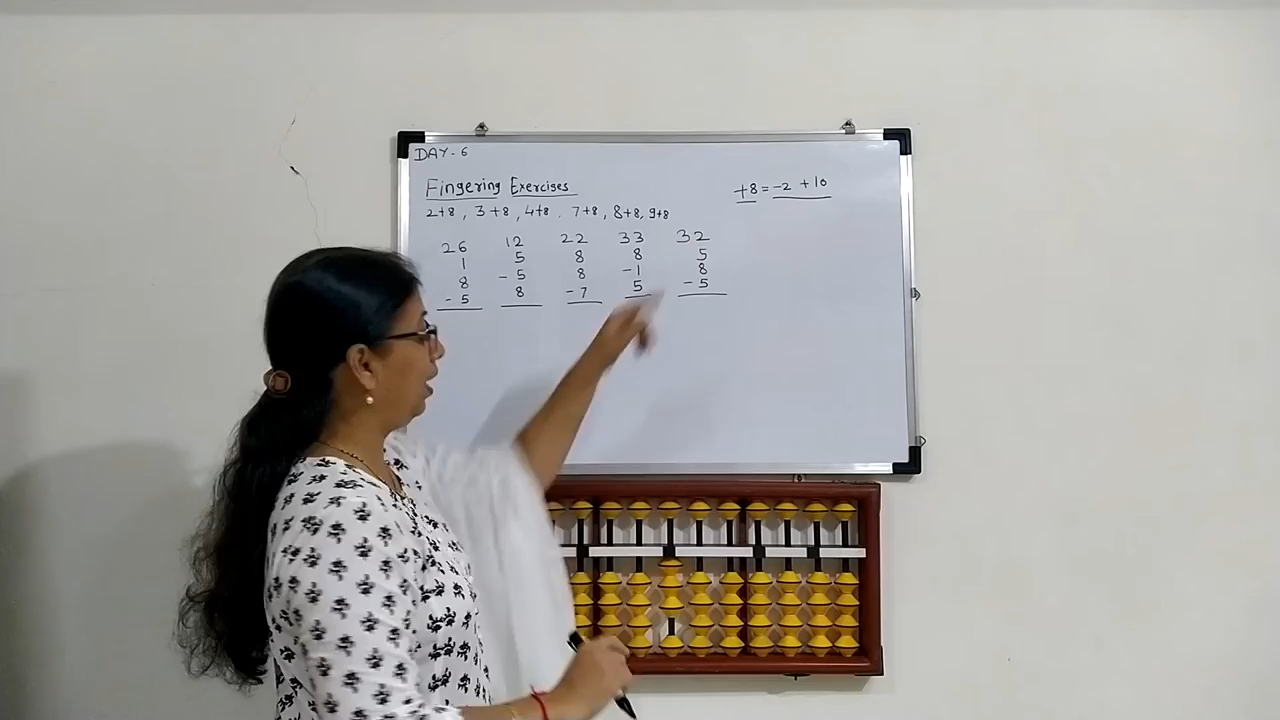 DAY-6
Fingering Exercises
+8 = -2 +10
2+8, 3+8, 4+8. 7+8, 8+8, 9+8
26 12 22 33 32
1 5 8 8 5
8 -5 8 -1 8
-5 8 -7 5 -5